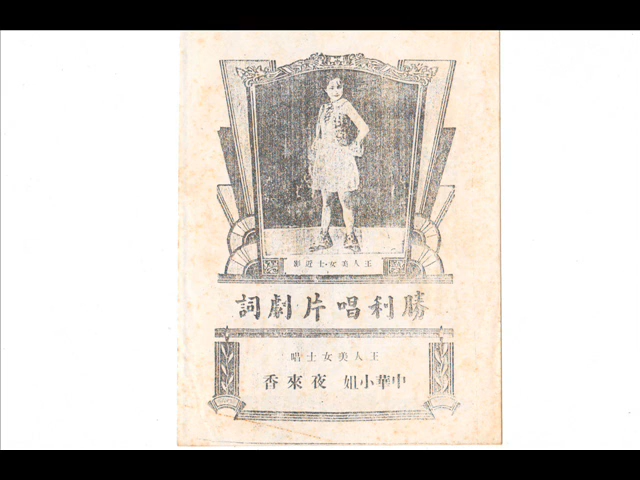 王人美女士近影
勝利唱片劇詞
王人美女士唱
中華小姐 夜來香